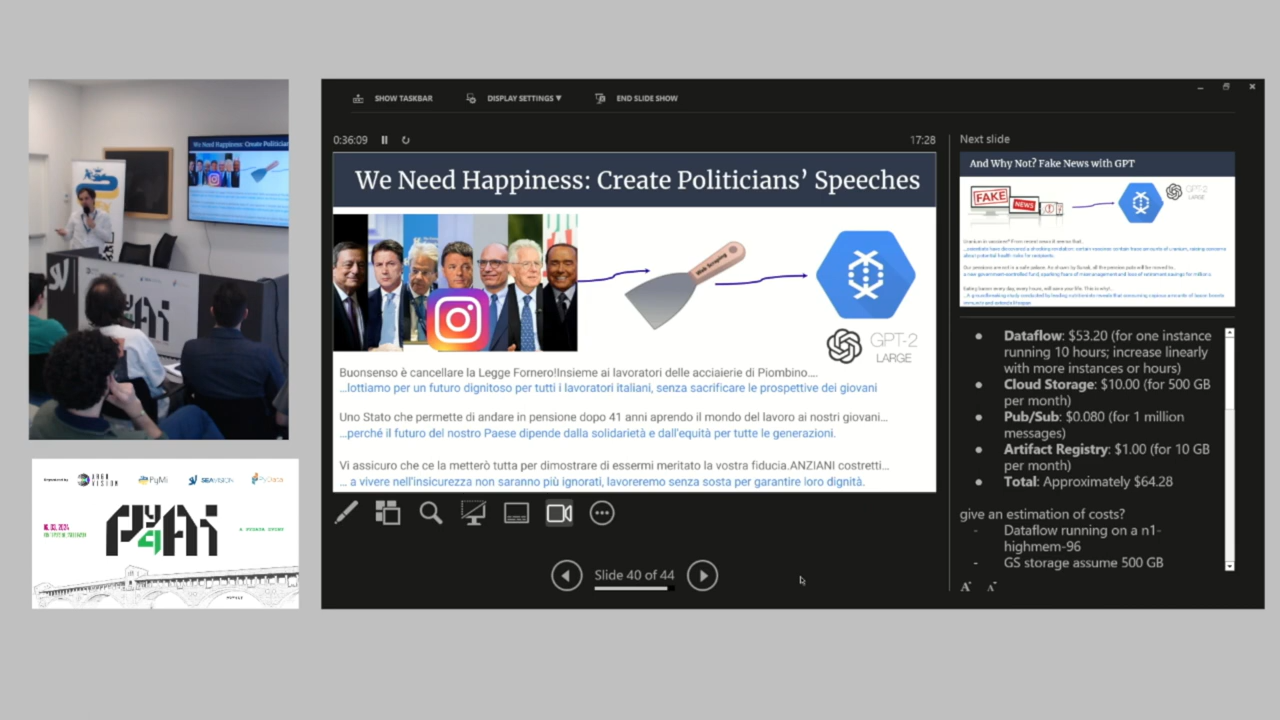 We Need Happiness: Create Politician
SHOW TASKBAR
DISPLAY SETTINGS ▼
END SLIDE SHOW
0:36:09
17:28
We Need Happiness: Create Politicians’ Speeches
GPT-2
LARGE
Buonsenso è cancellare la Legge Fornero!Insieme ai lavoratori delle acciaierie di Piombino....
...lottiamo per un futuro dignitoso per tutti i lavoratori italiani, senza sacrificare le prospettive dei giovani
Uno Stato che permette di andare in pensione dopo 41 anni aprendo il mondo del lavoro ai nostri giovani...
...perché il futuro del nostro Paese dipende dalla solidarietà e dall'equità per tutte le generazioni.
Vi assicuro che ce la metterò tutta per dimostrare di essermi meritato la vostra fiducia.ANZIANI costretti...
... a vivere nell'insicurezza non saranno più ignorati, lavoreremo senza sosta per garantire loro dignità.
Slide 40 of 44
Next slide
And Why Not? Fake News with GPT
FAKE
NEWS
GPT-2
LARGE
● Dataflow: $53.20 (for one instance
running 10 hours; increase linearly
with more instances or hours)
● Cloud Storage: $10.00 (for 500 GB
per month)
● Pub/Sub: $0.080 (for 1 million
messages)
● Artifact Registry: $1.00 (for 10 GB
per month)
● Total: Approximately $64.28
give an estimation of costs?
- Dataflow running on a n1-
highmem-96
- GS storage assume 500 GB
PyMi
SEAVISION
PyData
Py4Ai